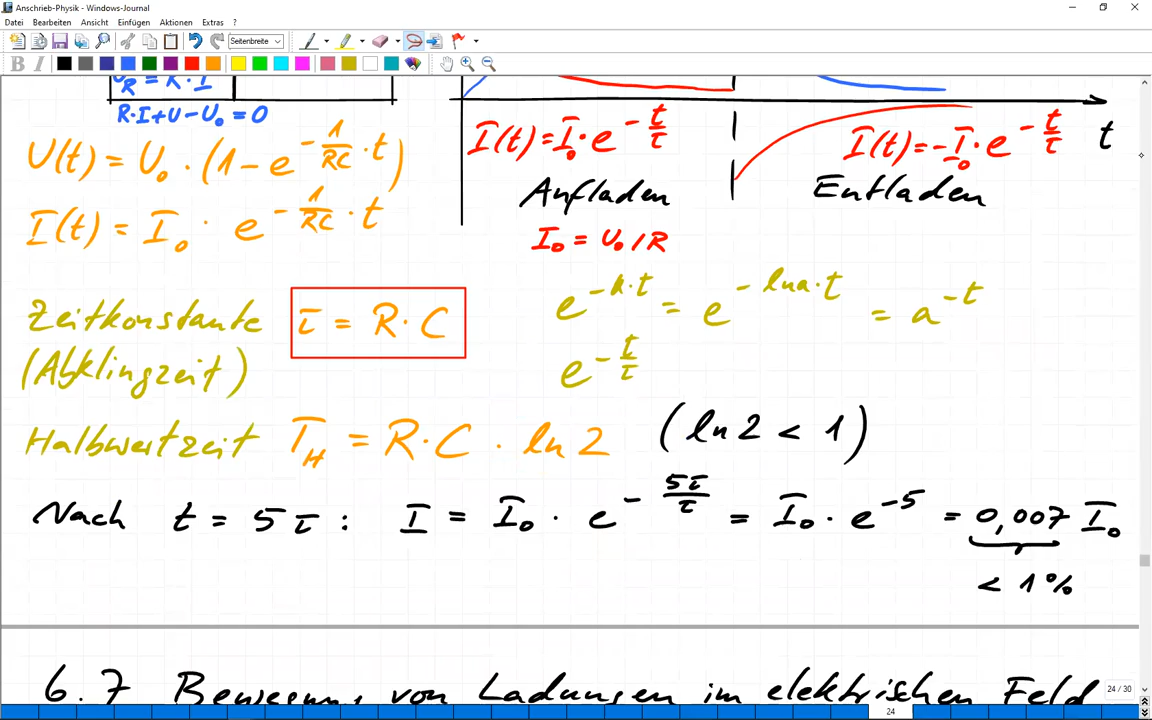 Anschrieb-Physik - Windows-Journal
Datei Bearbeiten Ansicht Einfügen Aktionen Extras ?
Seitenbreite
B I
U_R = R·I
R·I+U−U₀=0
U(t) = U₀ · (1 − e^(−1/RC · t))
I(t) = I₀ · e^(−1/RC · t)
I(t)=I₀·e^(−t/τ)
I(t)=−I₀·e^(−t/τ)
t
Aufladen
Entladen
I₀ = U₀/R
Zeitkonstante τ = R·C
(Abklingzeit)
e^(−k·t) = e^(−ln a·t) = a^(−t)
e^(−t/τ)
Halbwertzeit T_H = R·C · ln 2 (ln 2 < 1)
Nach t = 5τ: I = I₀ · e^(−5τ/τ) = I₀ · e^(−5) = 0,007 I₀
< 1%
6.7 Bewegung von Ladungen im elektrischen Feld
24 / 30
24